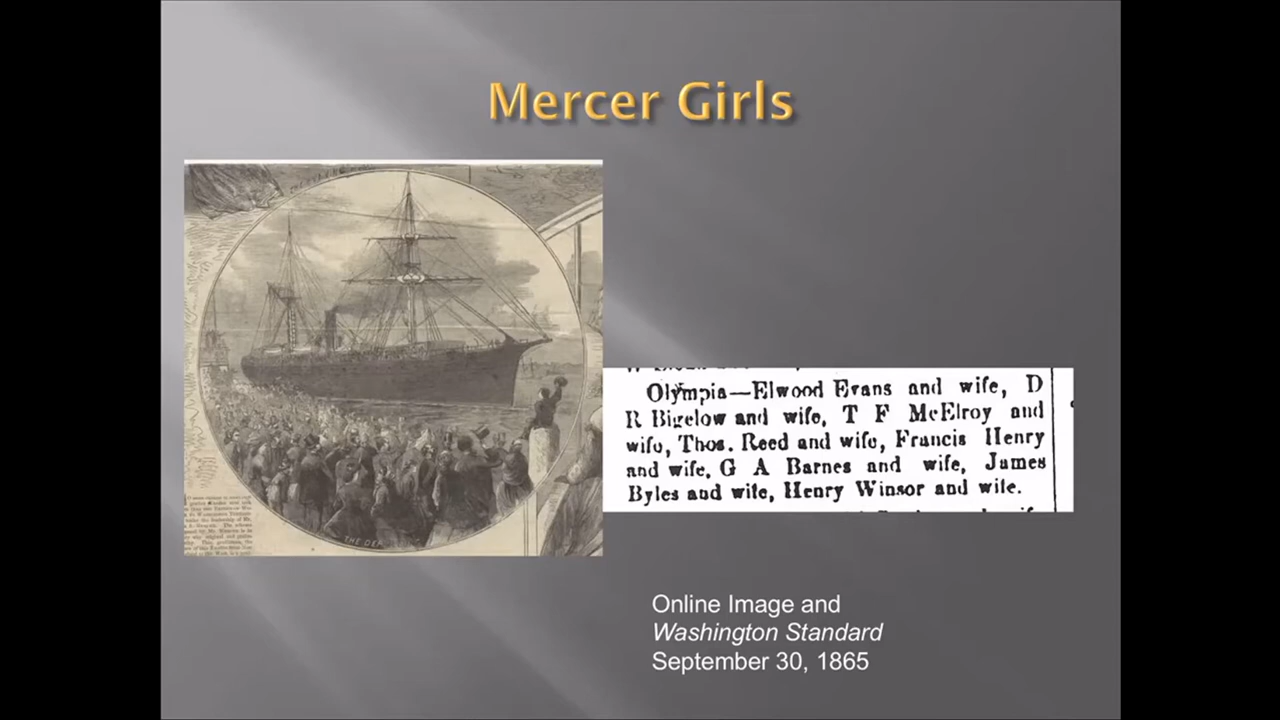 Mercer Girls
Olympia—Elwood Evans and wife, D
R Bigelow and wife, T F McElroy and
wife, Thos. Reed and wife, Francis Henry
and wife, G A Barnes and wife, James
Byles and wife, Henry Winsor and wife.
THE DEP
Online Image and
Washington Standard
September 30, 1865